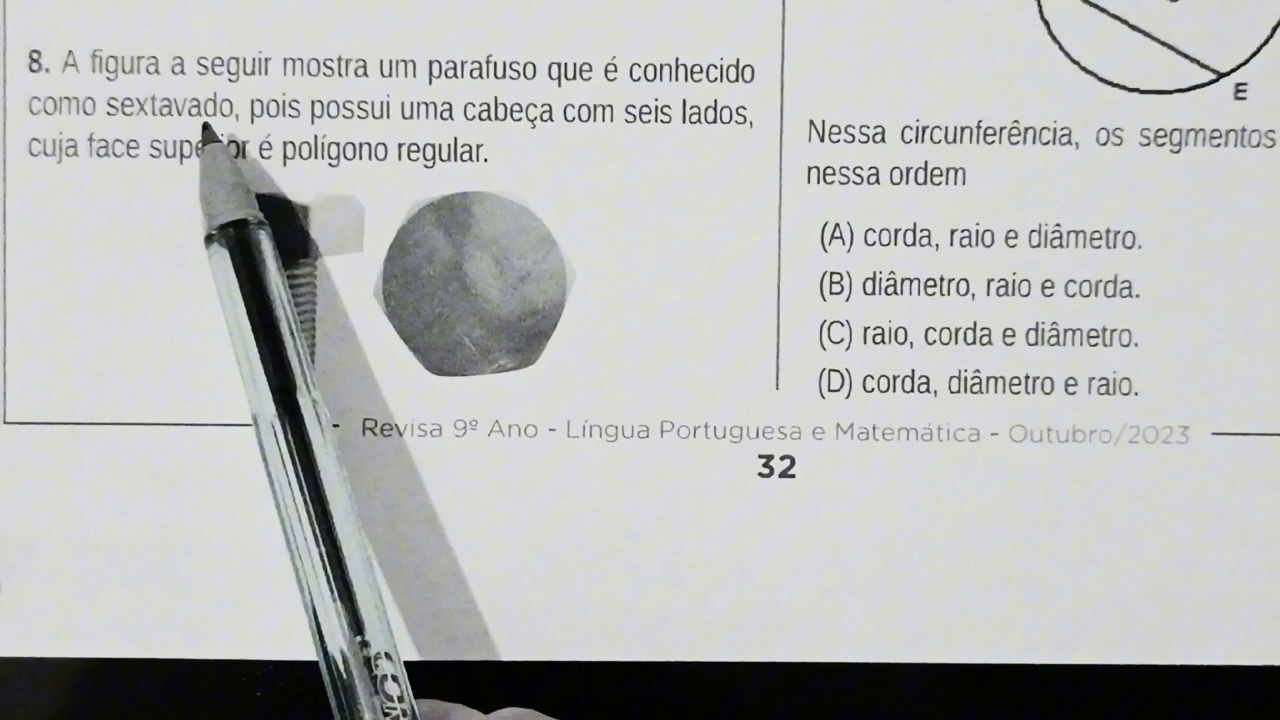 8. A figura a seguir mostra um parafuso que é conhecido
como sextavado, pois possui uma cabeça com seis lados,
cuja face superior é polígono regular.
E
Nessa circunferência, os segmentos
nessa ordem
(A) corda, raio e diâmetro.
(B) diâmetro, raio e corda.
(C) raio, corda e diâmetro.
(D) corda, diâmetro e raio.
Revisa 9º Ano - Língua Portuguesa e Matemática - Outubro/2023
32